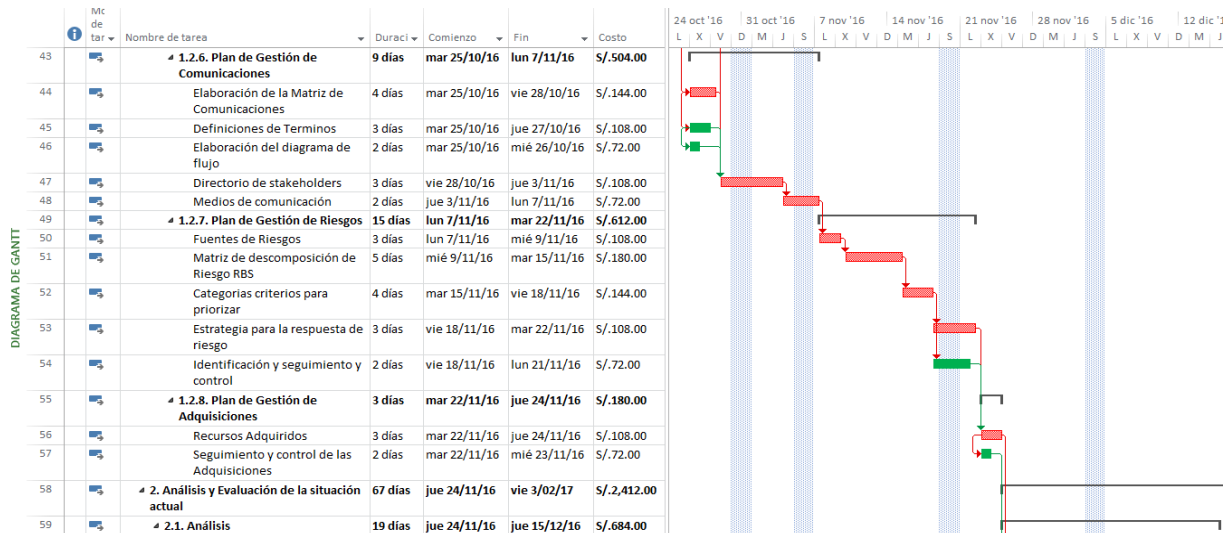 Mc
de
tar
Nombre de tarea
Duraci
Comienzo
Fin
Costo
24 oct '16 31 oct '16 7 nov '16 14 nov '16 21 nov '16 28 nov '16 5 dic '16 12 dic '
L X V D M J S L X V D M J S L X V D M J S L X V D M J
DIAGRAMA DE GANTT
43 1.2.6. Plan de Gestión de 9 días mar 25/10/16 lun 7/11/16 S/.504.00
Comunicaciones
44 Elaboración de la Matriz de 4 días mar 25/10/16 vie 28/10/16 S/.144.00
Comunicaciones
45 Definiciones de Terminos 3 días mar 25/10/16 jue 27/10/16 S/.108.00
46 Elaboración del diagrama de 2 días mar 25/10/16 mié 26/10/16 S/.72.00
flujo
47 Directorio de stakeholders 3 días vie 28/10/16 jue 3/11/16 S/.108.00
48 Medios de comunicación 2 días jue 3/11/16 lun 7/11/16 S/.72.00
49 1.2.7. Plan de Gestión de Riesgos 15 días lun 7/11/16 mar 22/11/16 S/.612.00
50 Fuentes de Riesgos 3 días lun 7/11/16 mié 9/11/16 S/.108.00
51 Matriz de descomposición de 5 días mié 9/11/16 mar 15/11/16 S/.180.00
Riesgo RBS
52 Categorias criterios para 4 días mar 15/11/16 vie 18/11/16 S/.144.00
priorizar
53 Estrategia para la respuesta de 3 días vie 18/11/16 mar 22/11/16 S/.108.00
riesgo
54 Identificación y seguimiento y 2 días vie 18/11/16 lun 21/11/16 S/.72.00
control
55 1.2.8. Plan de Gestión de 3 días mar 22/11/16 jue 24/11/16 S/.180.00
Adquisiciones
56 Recursos Adquiridos 3 días mar 22/11/16 jue 24/11/16 S/.108.00
57 Seguimiento y control de las 2 días mar 22/11/16 mié 23/11/16 S/.72.00
Adquisiciones
58 2. Análisis y Evaluación de la situación 67 días jue 24/11/16 vie 3/02/17 S/.2,412.00
actual
59 2.1. Análisis 19 días jue 24/11/16 jue 15/12/16 S/.684.00